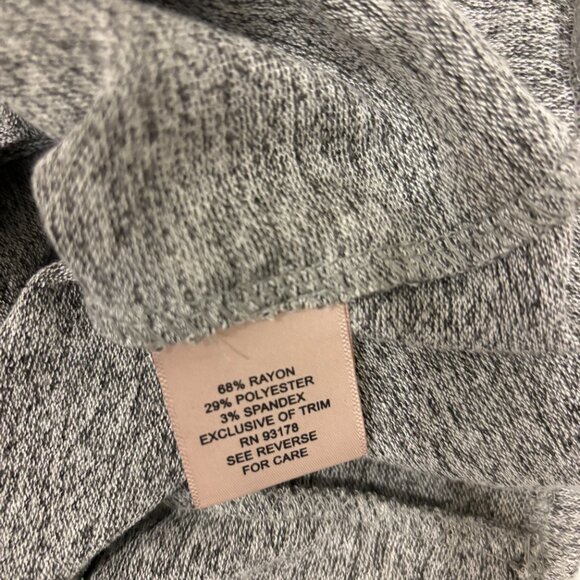 68% RAYON
29% POLYESTER
3% SPANDEX
EXCLUSIVE OF TRIM
RN 93178
SEE REVERSE
FOR CARE